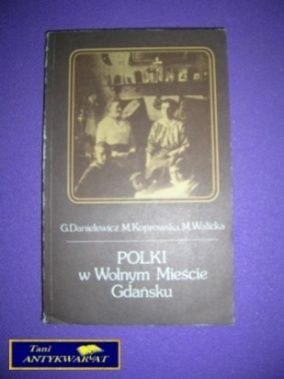 G. Danielewicz, M. Koprowska, M. Walicka
POLKI
w Wolnym Mieście
Gdańsku
Tani
ANTYKWARIAT